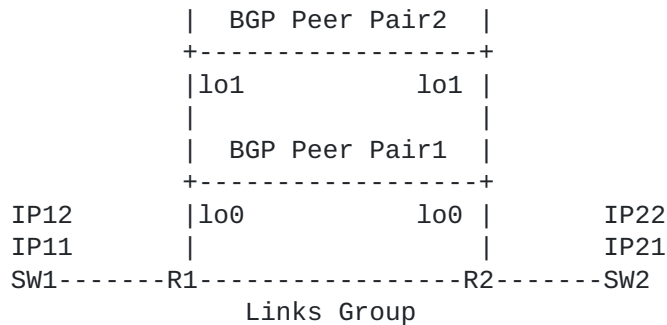 |  BGP Peer Pair2  |
+------------------+
|lo1          lo1 |
|                  |
|  BGP Peer Pair1  |
+------------------+
IP12       |lo0          lo0 |       IP22
IP11       |                  |       IP21
SW1-------R1-----------------R2-------SW2
Links Group